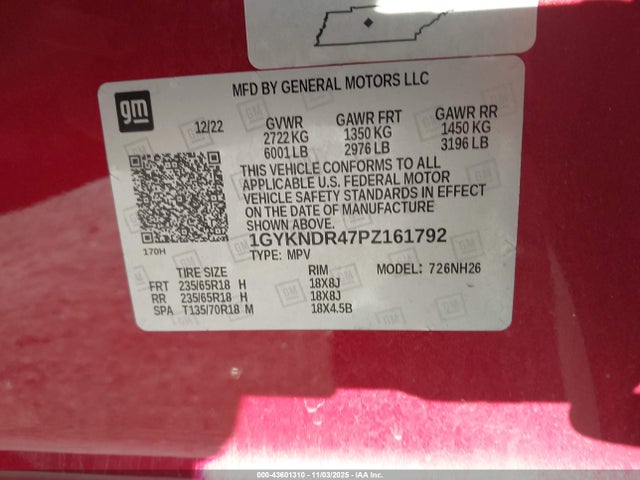 MFD BY GENERAL MOTORS LLC
gm
12/22 GVWR GAWR FRT GAWR RR
2722 KG 1350 KG 1450 KG
6001 LB 2976 LB 3196 LB
THIS VEHICLE CONFORMS TO ALL
APPLICABLE U.S. FEDERAL MOTOR
VEHICLE SAFETY STANDARDS IN EFFECT
ON THE DATE OF MANUFACTURE
SHOWN ABOVE.
170H 1GYKNDR47PZ161792
TYPE: MPV MODEL: 726NH26
TIRE SIZE RIM
FRT 235/65R18 H 18X8J
RR 235/65R18 H 18X8J
SPA T135/70R18 M 18X4.5B
000-43601310 - 11/03/2025 - IAA Inc.